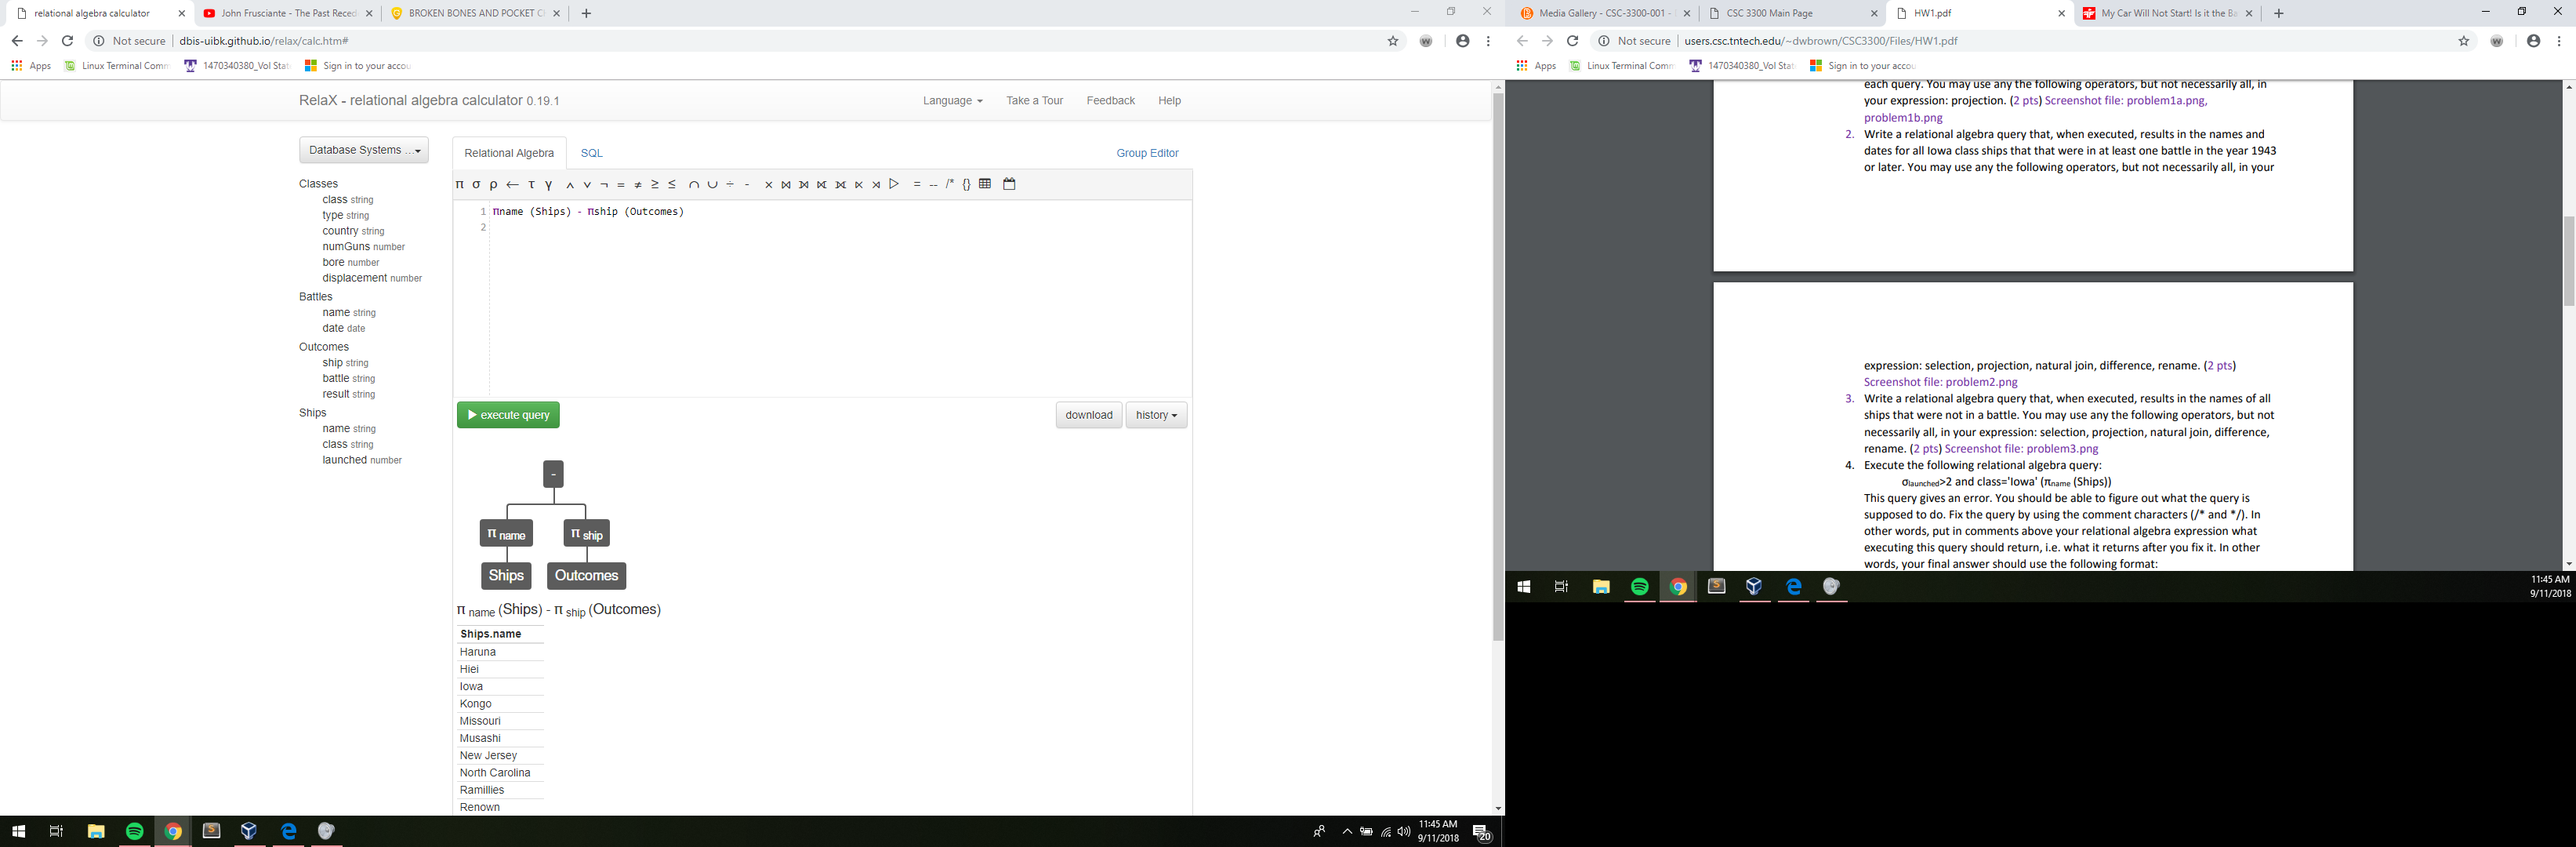 relational algebra calculator
John Frusciante - The Past Reced
BROKEN BONES AND POCKET C
Not secure | dbis-uibk.github.io/relax/calc.htm#
Apps
Linux Terminal Comm
1470340380_Vol Stat
Sign in to your accou
RelaX - relational algebra calculator 0.19.1
Language
Take a Tour
Feedback
Help
Database Systems ...
Classes
class string
type string
country string
numGuns number
bore number
displacement number
Battles
name string
date date
Outcomes
ship string
battle string
result string
Ships
name string
class string
launched number
Relational Algebra
SQL
Group Editor
π σ ρ ← τ γ ∧ ∨ ¬ = ≠ ≥ ≤ ∩ ∪ ÷ - ⨯ ⨝ ⟕ ⟖ ⟗ ⋉ ⋊ ▷ = -- /* {}
1 πname (Ships) - πship (Outcomes)
2
execute query
download
history
-
π name
π ship
Ships
Outcomes
π name (Ships) - π ship (Outcomes)
Ships.name
Haruna
Hiei
Iowa
Kongo
Missouri
Musashi
New Jersey
North Carolina
Ramillies
Renown
11:45 AM
9/11/2018
20
Media Gallery - CSC-3300-001 -
CSC 3300 Main Page
HW1.pdf
My Car Will Not Start! Is it the Ba
Not secure | users.csc.tntech.edu/~dwbrown/CSC3300/Files/HW1.pdf
Apps
Linux Terminal Comm
1470340380_Vol Stat
Sign in to your accou
each query. You may use any the following operators, but not necessarily all, in
your expression: projection. (2 pts) Screenshot file: problem1a.png,
problem1b.png
2. Write a relational algebra query that, when executed, results in the names and
dates for all Iowa class ships that that were in at least one battle in the year 1943
or later. You may use any the following operators, but not necessarily all, in your
expression: selection, projection, natural join, difference, rename. (2 pts)
Screenshot file: problem2.png
3. Write a relational algebra query that, when executed, results in the names of all
ships that were not in a battle. You may use any the following operators, but not
necessarily all, in your expression: selection, projection, natural join, difference,
rename. (2 pts) Screenshot file: problem3.png
4. Execute the following relational algebra query:
σlaunched>2 and class='Iowa' (πname (Ships))
This query gives an error. You should be able to figure out what the query is
supposed to do. Fix the query by using the comment characters (/* and */). In
other words, put in comments above your relational algebra expression what
executing this query should return, i.e. what it returns after you fix it. In other
words, your final answer should use the following format:
11:45 AM
9/11/2018